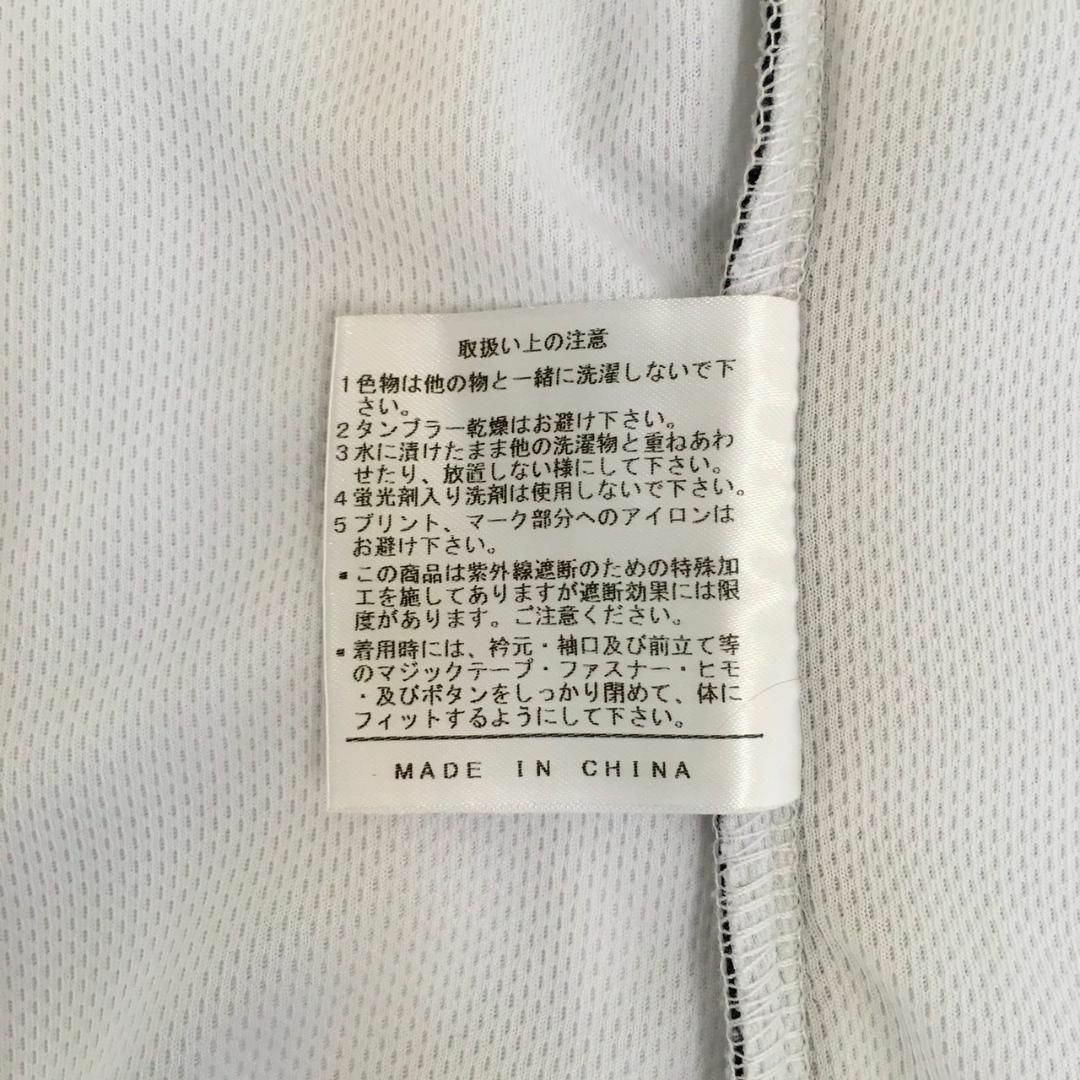 取扱い上の注意
1色物は他の物と一緒に洗濯しないで下
さい。
2タンブラー乾燥はお避け下さい。
3水に漬けたまま他の洗濯物と重ねあわ
せたり、放置しない様にして下さい。
4蛍光剤入り洗剤は使用しないで下さい。
5プリント、マーク部分へのアイロンは
お避け下さい。
▪この商品は紫外線遮断のための特殊加
工を施してありますが遮断効果には限
度があります。ご注意ください。
▪着用時には、衿元・袖口及び前立て等
のマジックテープ・ファスナー・ヒモ
・及びボタンをしっかり閉めて、体に
フィットするようにして下さい。
MADE IN CHINA